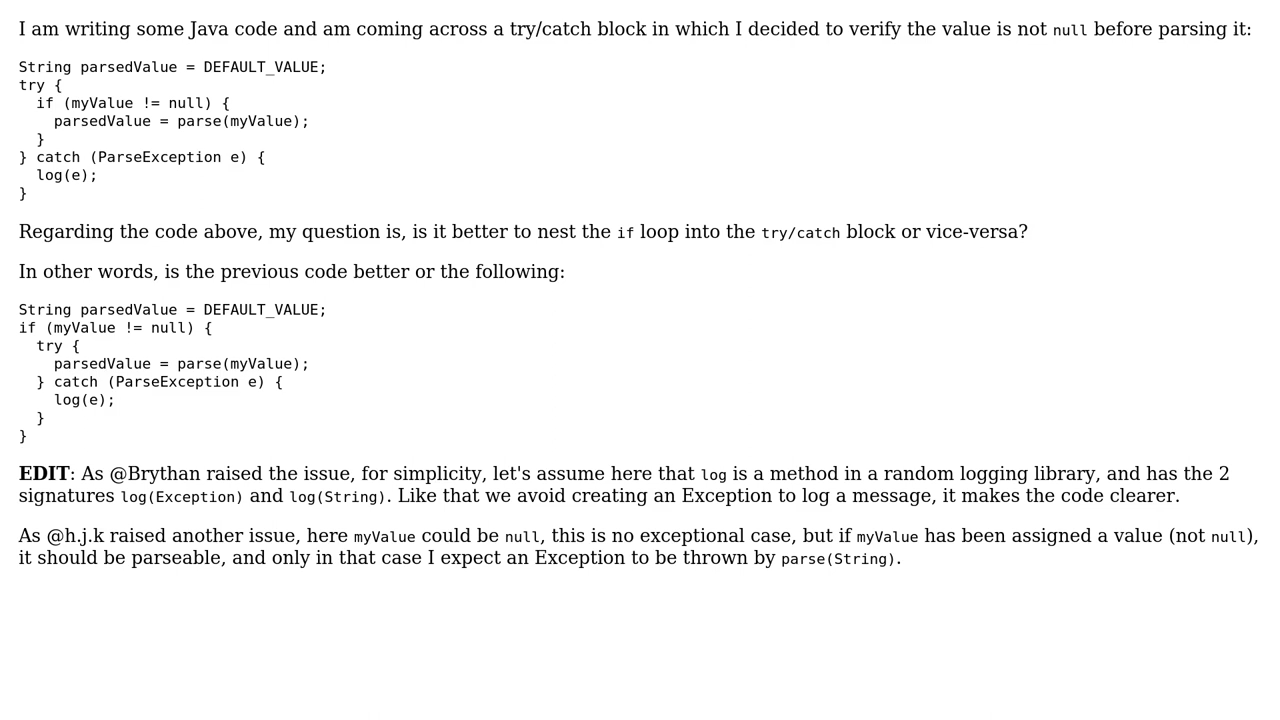 I am writing some Java code and am coming across a try/catch block in which I decided to verify the value is not null before parsing it:
String parsedValue = DEFAULT_VALUE;
try {
  if (myValue != null) {
    parsedValue = parse(myValue);
  }
} catch (ParseException e) {
  log(e);
}
Regarding the code above, my question is, is it better to nest the if loop into the try/catch block or vice-versa?
In other words, is the previous code better or the following:
String parsedValue = DEFAULT_VALUE;
if (myValue != null) {
  try {
    parsedValue = parse(myValue);
  } catch (ParseException e) {
    log(e);
  }
}
EDIT: As @Brythan raised the issue, for simplicity, let's assume here that log is a method in a random logging library, and has the 2
signatures log(Exception) and log(String). Like that we avoid creating an Exception to log a message, it makes the code clearer.
As @h.j.k raised another issue, here myValue could be null, this is no exceptional case, but if myValue has been assigned a value (not null),
it should be parseable, and only in that case I expect an Exception to be thrown by parse(String).